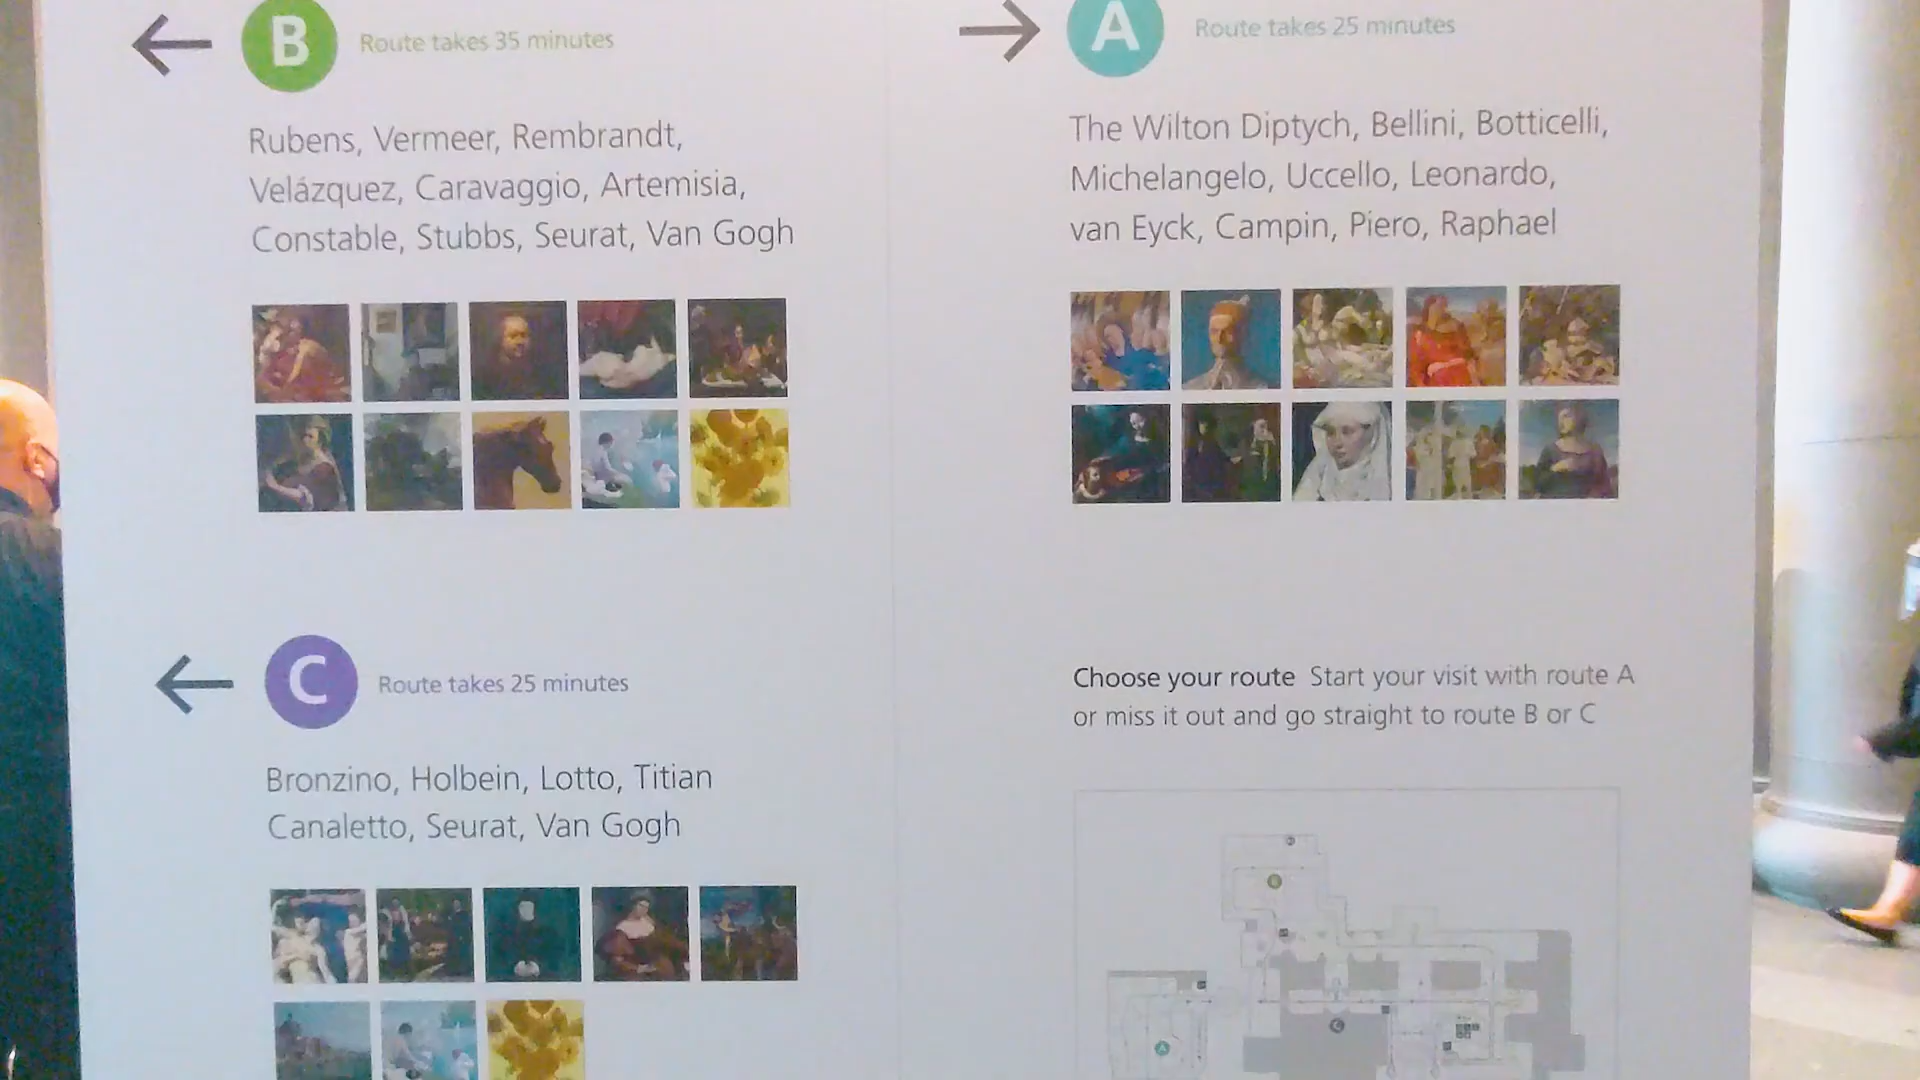 B Route takes 35 minutes
Rubens, Vermeer, Rembrandt,
Velázquez, Caravaggio, Artemisia,
Constable, Stubbs, Seurat, Van Gogh
C Route takes 25 minutes
Bronzino, Holbein, Lotto, Titian
Canaletto, Seurat, Van Gogh
A Route takes 25 minutes
The Wilton Diptych, Bellini, Botticelli,
Michelangelo, Uccello, Leonardo,
van Eyck, Campin, Piero, Raphael
Choose your route Start your visit with route A
or miss it out and go straight to route B or C
B
C
A